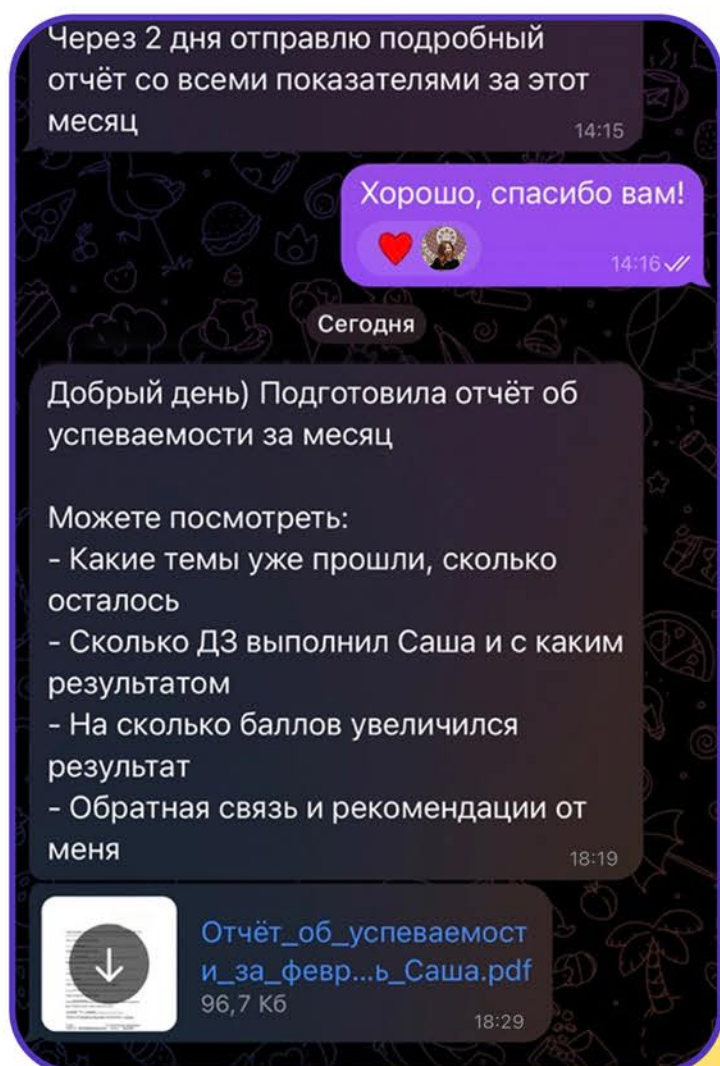 Через 2 дня отправлю подробный
отчёт со всеми показателями за этот
месяц
14:15
Хорошо, спасибо вам!
14:16
Сегодня
Добрый день) Подготовила отчёт об
успеваемости за месяц
Можете посмотреть:
- Какие темы уже прошли, сколько
осталось
- Сколько ДЗ выполнил Саша и с каким
результатом
- На сколько баллов увеличился
результат
- Обратная связь и рекомендации от
меня
18:19
Отчёт_об_успеваемост
и_за_февр...ь_Саша.pdf
96,7 Кб
18:29